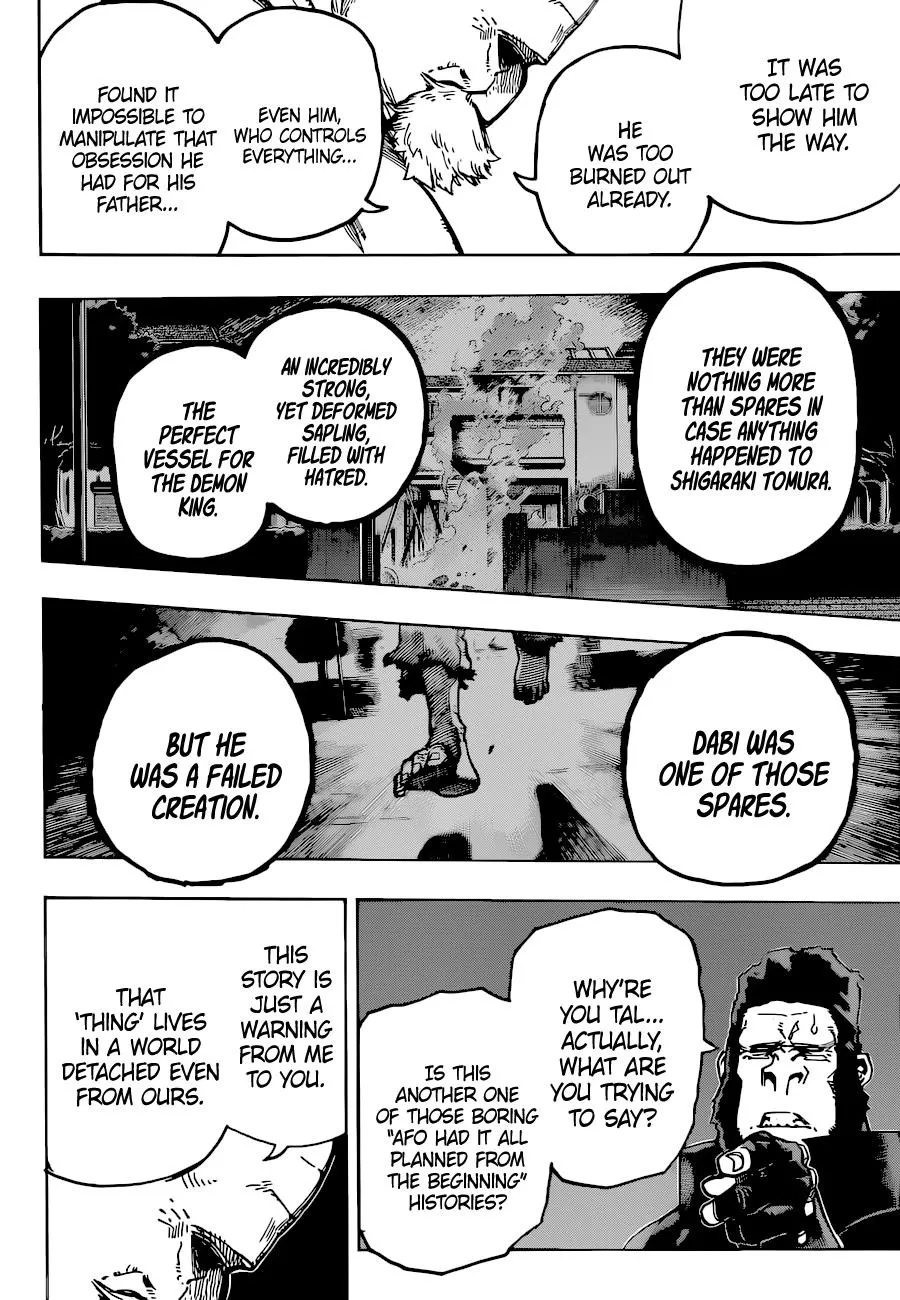 IT WAS
TOO LATE TO
SHOW HIM
THE WAY.
HE
WAS TOO
BURNED OUT
ALREADY.
EVEN HIM,
WHO CONTROLS
EVERYTHING...
FOUND IT
IMPOSSIBLE TO
MANIPULATE THAT
OBSESSION HE
HAD FOR HIS
FATHER...
THEY WERE
NOTHING MORE
THAN SPARES IN
CASE ANYTHING
HAPPENED TO
SHIGARAKI TOMURA.
AN INCREDIBLY
STRONG,
YET DEFORMED
SAPLING,
FILLED WITH
HATRED.
THE
PERFECT
VESSEL FOR
THE DEMON
KING.
DABI WAS
ONE OF THOSE
SPARES.
BUT HE
WAS A FAILED
CREATION.
WHY'RE
YOU TAL...
ACTUALLY,
WHAT ARE
YOU TRYING
TO SAY?
IS THIS
ANOTHER ONE
OF THOSE BORING
"AFO HAD IT ALL
PLANNED FROM
THE BEGINNING"
HISTORIES?
THIS
STORY IS
JUST A
WARNING
FROM ME
TO YOU.
THAT
'THING' LIVES
IN A WORLD
DETACHED EVEN
FROM OURS.